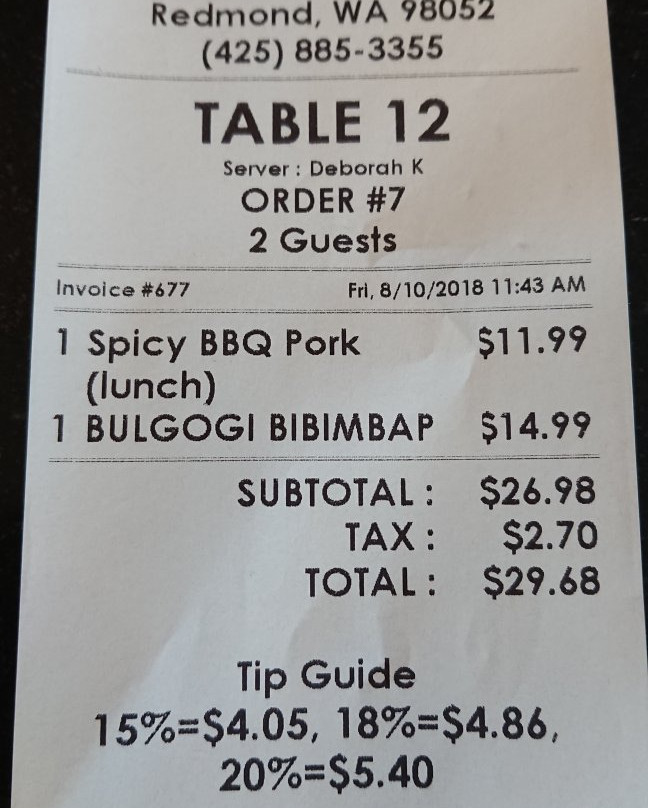 Redmond, WA 98052
(425) 885-3355
TABLE 12
Server : Deborah K
ORDER #7
2 Guests
Invoice #677 Fri, 8/10/2018 11:43 AM
1 Spicy BBQ Pork $11.99
(lunch)
1 BULGOGI BIBIMBAP $14.99
SUBTOTAL : $26.98
TAX : $2.70
TOTAL : $29.68
Tip Guide
15%=$4.05, 18%=$4.86,
20%=$5.40